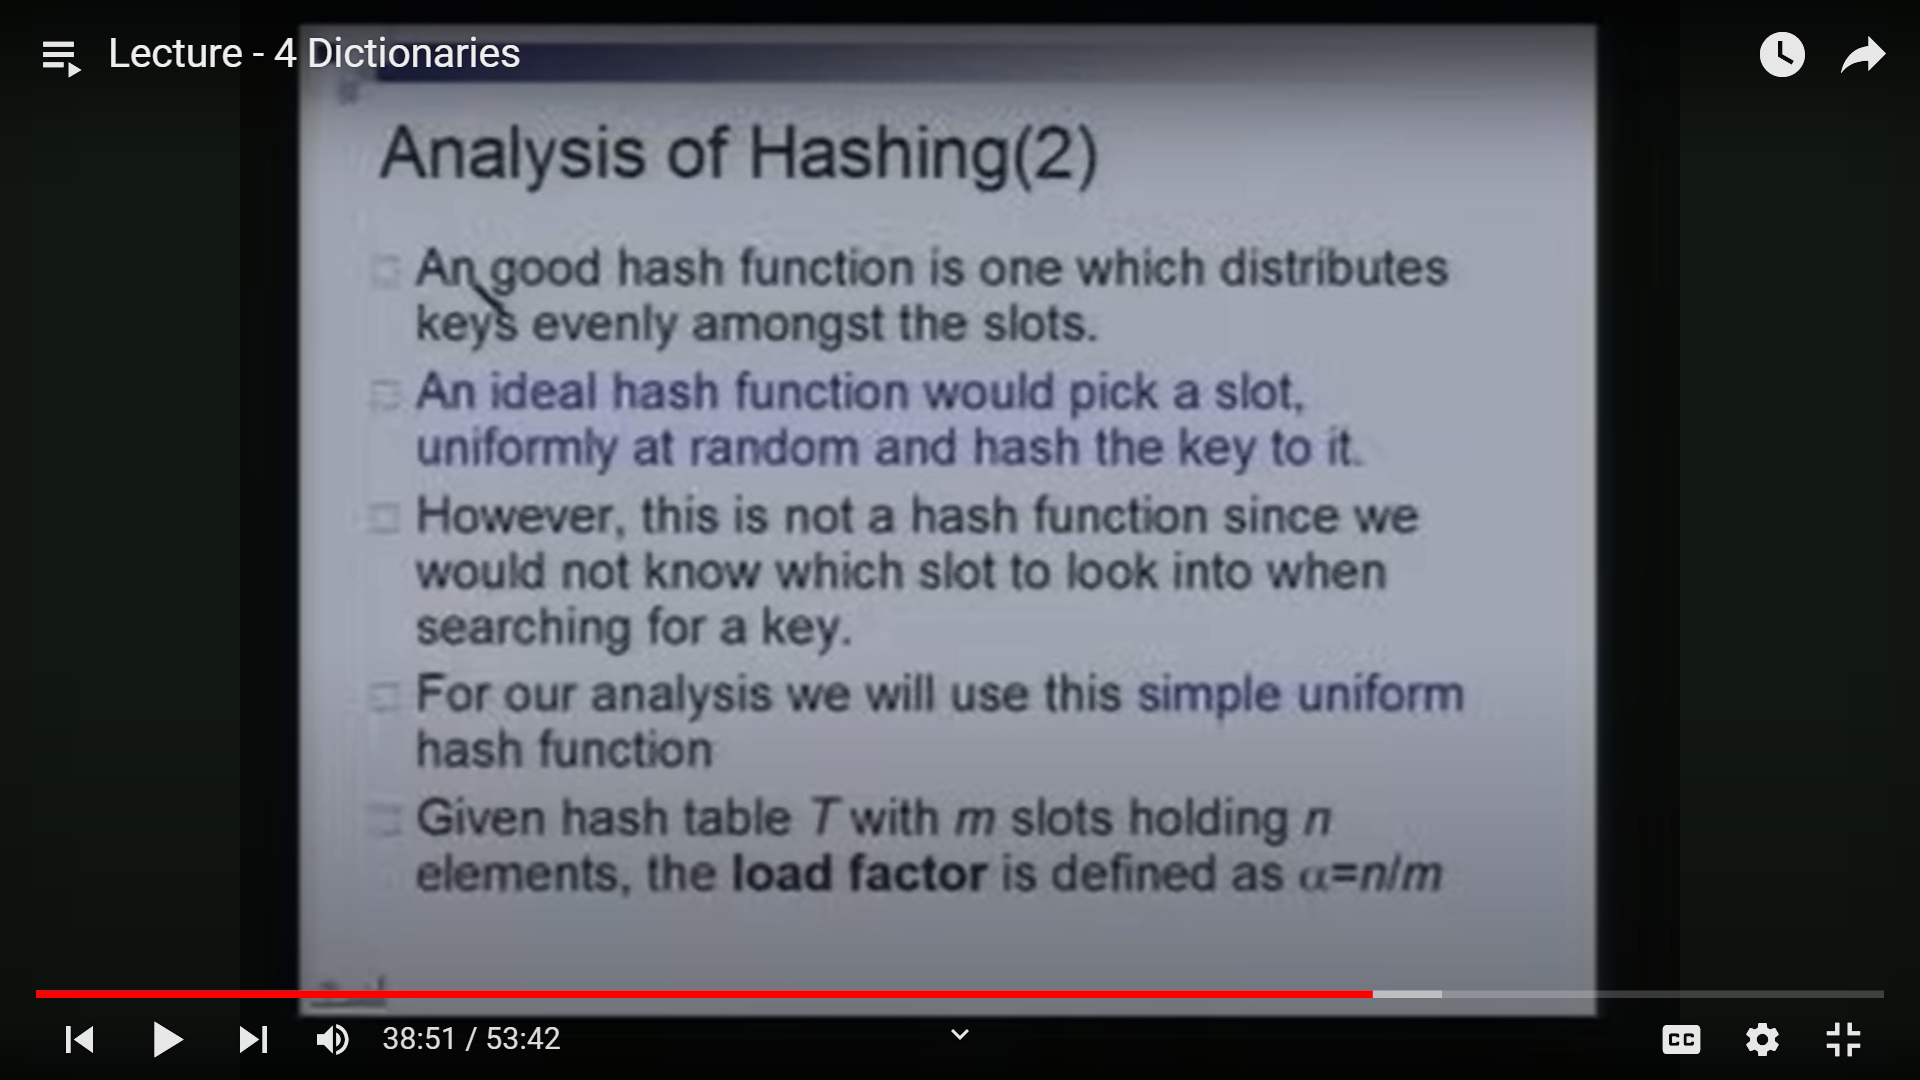 Lecture - 4 Dictionaries
Analysis of Hashing(2)
An good hash function is one which distributes
keys evenly amongst the slots.
An ideal hash function would pick a slot,
uniformly at random and hash the key to it.
However, this is not a hash function since we
would not know which slot to look into when
searching for a key.
For our analysis we will use this simple uniform
hash function
Given hash table T with m slots holding n
elements, the load factor is defined as α=n/m
38:51 / 53:42
CC